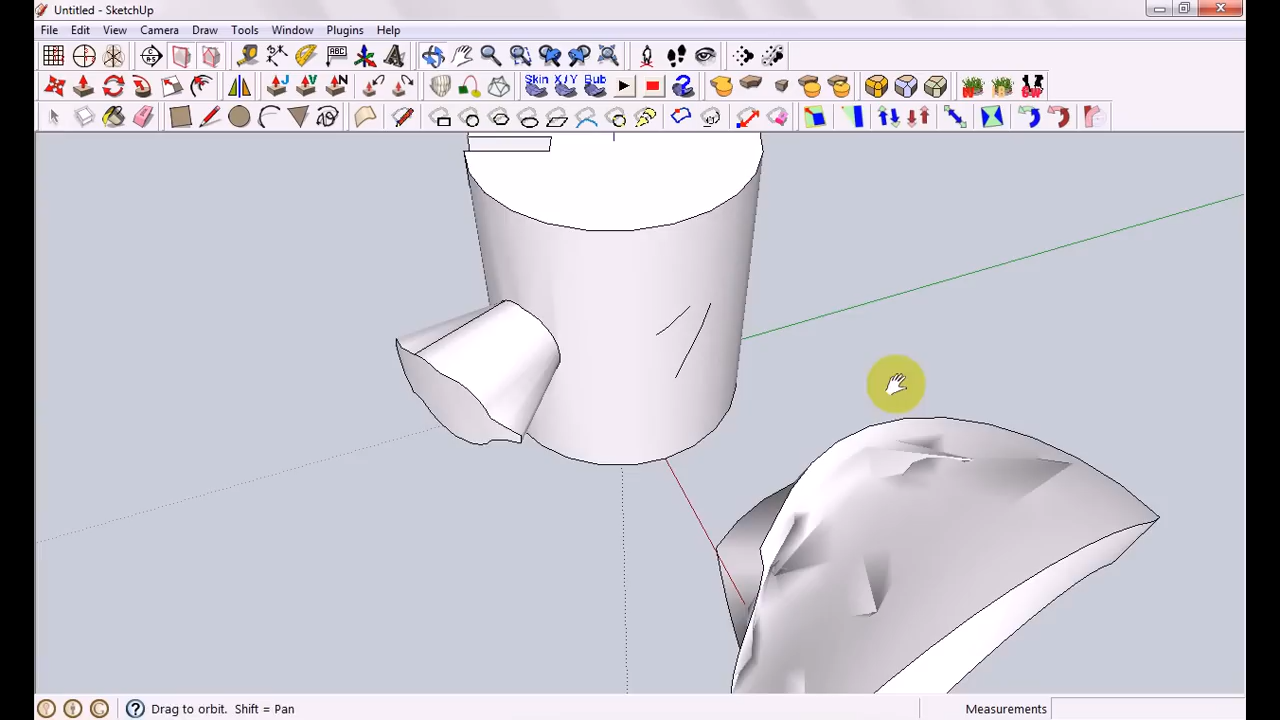 Untitled - SketchUp
File Edit View Camera Draw Tools Window Plugins Help
ABC
J V N Skin X/Y Bub
Drag to orbit. Shift = Pan Measurements